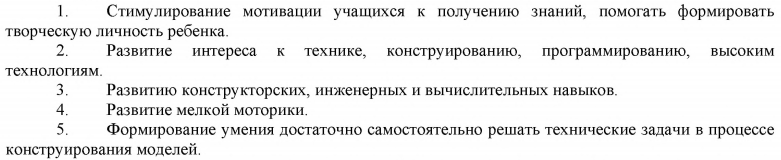 1. Стимулирование мотивации учащихся к получению знаний, помогать формировать
творческую личность ребенка.
2. Развитие интереса к технике, конструированию, программированию, высоким
технологиям.
3. Развитию конструкторских, инженерных и вычислительных навыков.
4. Развитие мелкой моторики.
5. Формирование умения достаточно самостоятельно решать технические задачи в процессе
конструирования моделей.